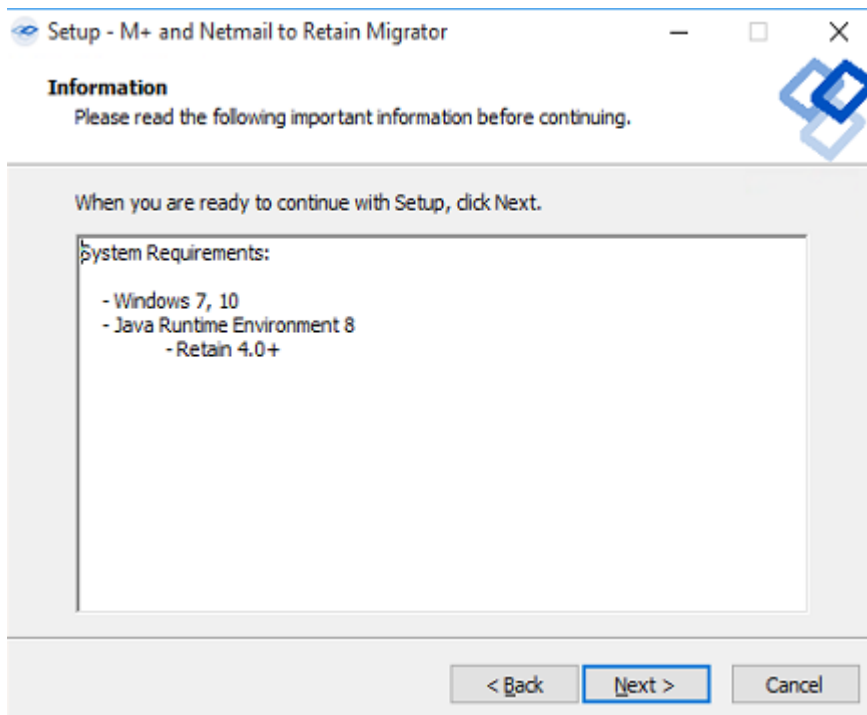 Setup - M+ and Netmail to Retain Migrator
Information
Please read the following important information before continuing.
When you are ready to continue with Setup, click Next.
System Requirements:
- Windows 7, 10
- Java Runtime Environment 8
- Retain 4.0+
< Back Next > Cancel